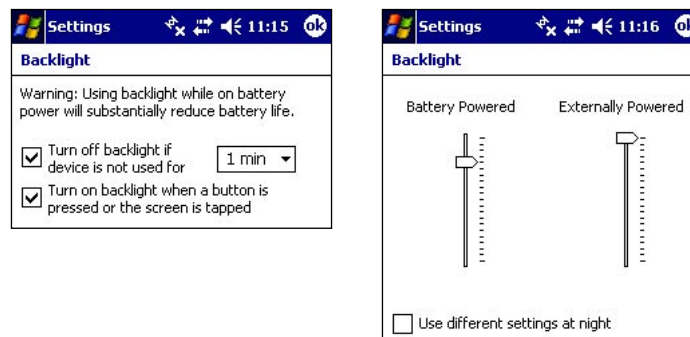 Settings 11:15 ok
Backlight
Warning: Using backlight while on battery
power will substantially reduce battery life.
Turn off backlight if
device is not used for 1 min
Turn on backlight when a button is
pressed or the screen is tapped
Settings 11:16 ok
Backlight
Battery Powered Externally Powered
Use different settings at night